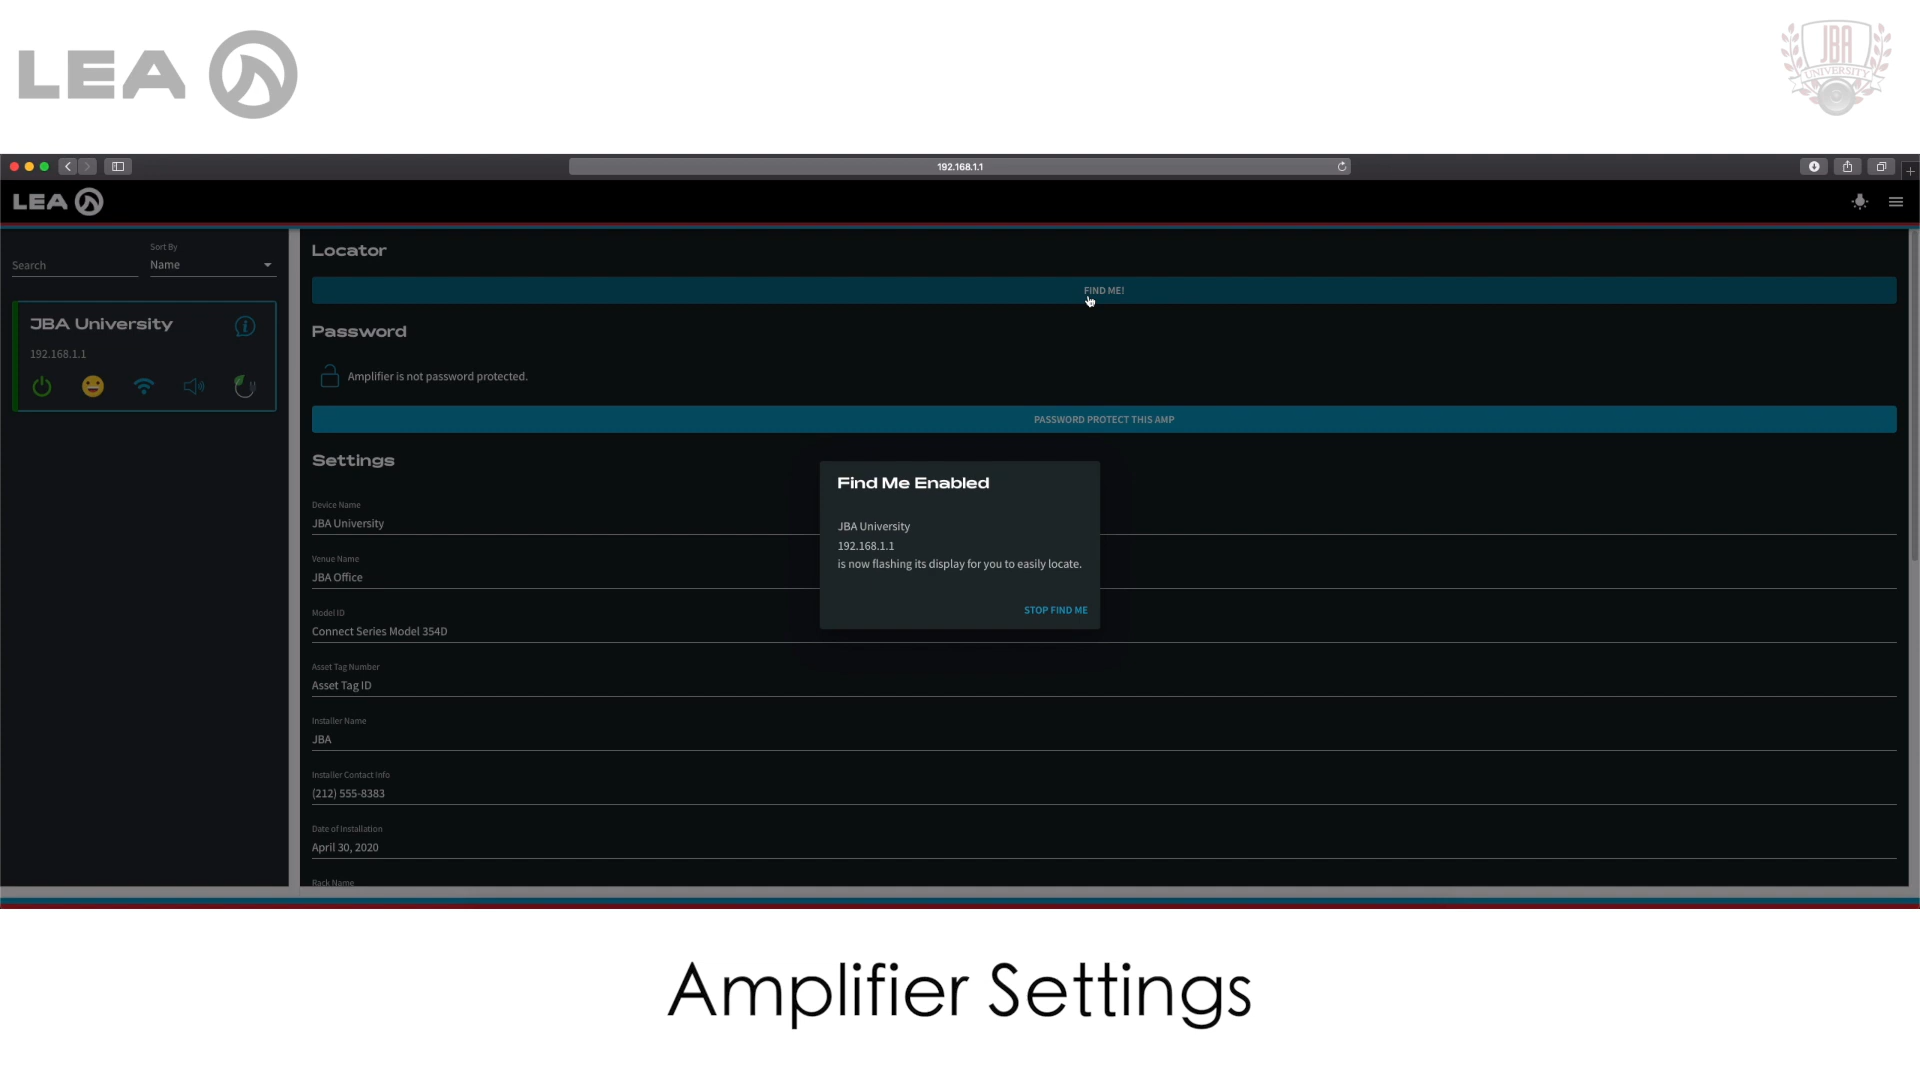 LEA
JBA
UNIVERSITY
192.168.1.1
LEA
Search
Sort By
Name
JBA University
192.168.1.1
Locator
FIND ME!
Password
Amplifier is not password protected.
PASSWORD PROTECT THIS AMP
Settings
Device Name
JBA University
Venue Name
JBA Office
Model ID
Connect Series Model 354D
Asset Tag Number
Asset Tag ID
Installer Name
JBA
Installer Contact Info
(212) 555-8383
Date of Installation
April 30, 2020
Rack Name
Find Me Enabled
JBA University
192.168.1.1
is now flashing its display for you to easily locate.
STOP FIND ME
Amplifier Settings